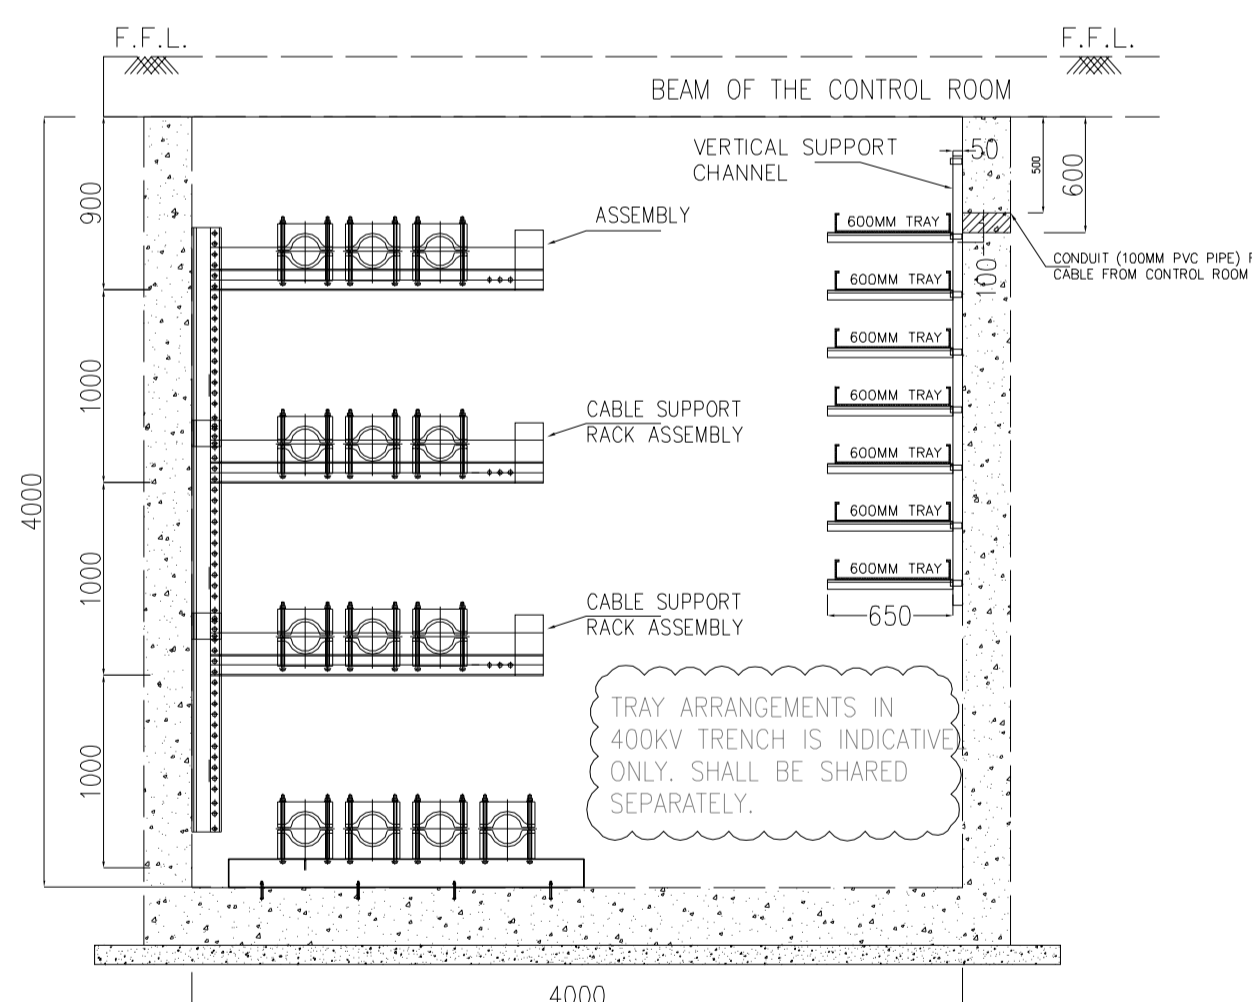 F.F.L.
F.F.L.
BEAM OF THE CONTROL ROOM
VERTICAL SUPPORT
CHANNEL
50
500
600
900
ASSEMBLY
600MM TRAY
CONDUIT (100MM PVC PIPE) F
CABLE FROM CONTROL ROOM
100
600MM TRAY
600MM TRAY
1000
600MM TRAY
CABLE SUPPORT
RACK ASSEMBLY
600MM TRAY
4000
600MM TRAY
1000
600MM TRAY
CABLE SUPPORT
RACK ASSEMBLY
650
TRAY ARRANGEMENTS IN
400KV TRENCH IS INDICATIVE
ONLY. SHALL BE SHARED
SEPARATELY.
1000
4000